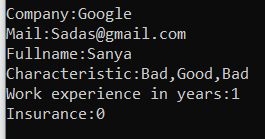 Company:Google
Mail:Sadas@gmail.com
Fullname:Sanya
Characteristic:Bad,Good,Bad
Work experience in years:1
Insurance:0